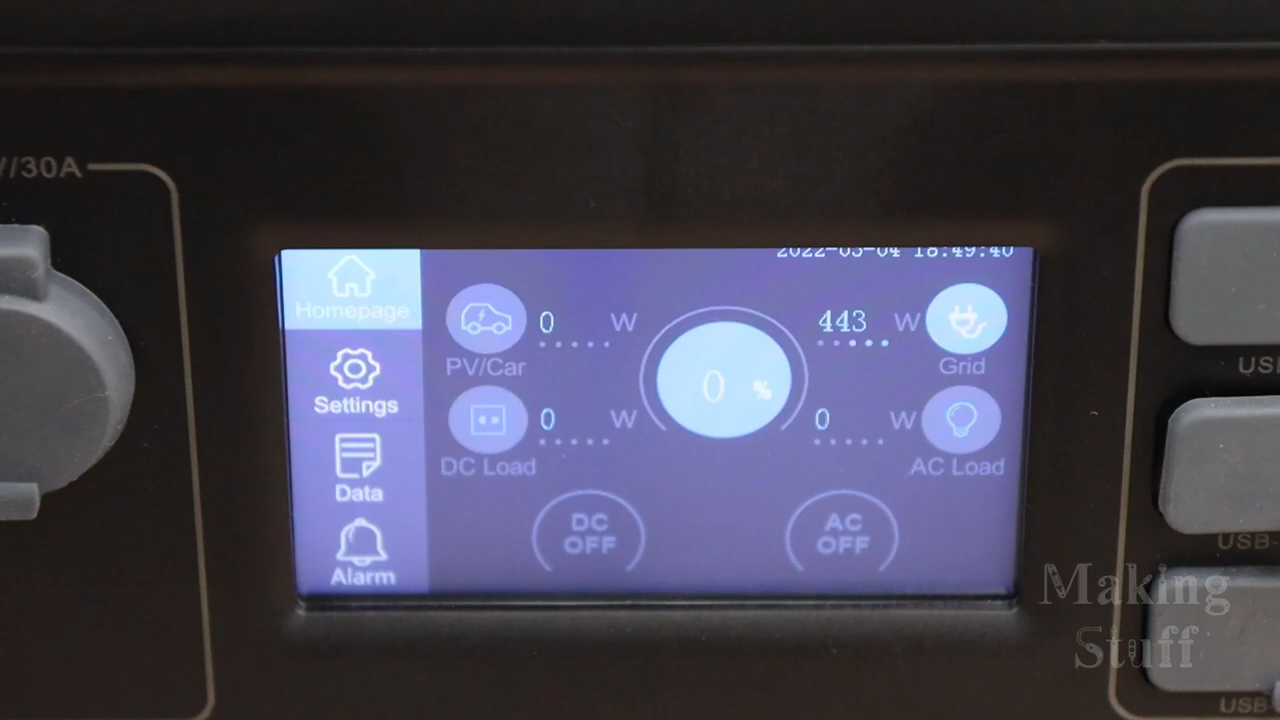 /30A
2022-03-04 18:49:40
Homepage
0 W
443 W
PV/Car
Grid
0 %
Settings
0 W
0 W
DC Load
AC Load
Data
DC
OFF
AC
OFF
Alarm
USB-
Making
Stuff
USB